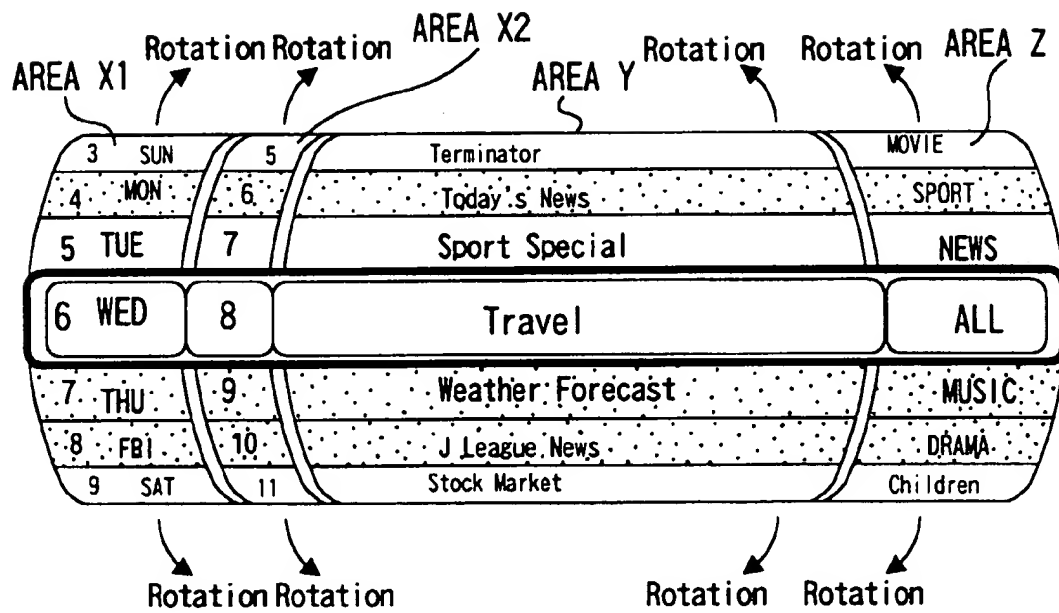 AREA X2
Rotation Rotation Rotation Rotation AREA Z
AREA X1 AREA Y
3 SUN 5 Terminator MOVIE
4 MON 6 Today's News SPORT
5 TUE 7 Sport Special NEWS
6 WED 8 Travel ALL
7 THU 9 Weather Forecast MUSIC
8 FBI 10 J League News DRAMA
9 SAT 11 Stock Market Children
Rotation Rotation Rotation Rotation